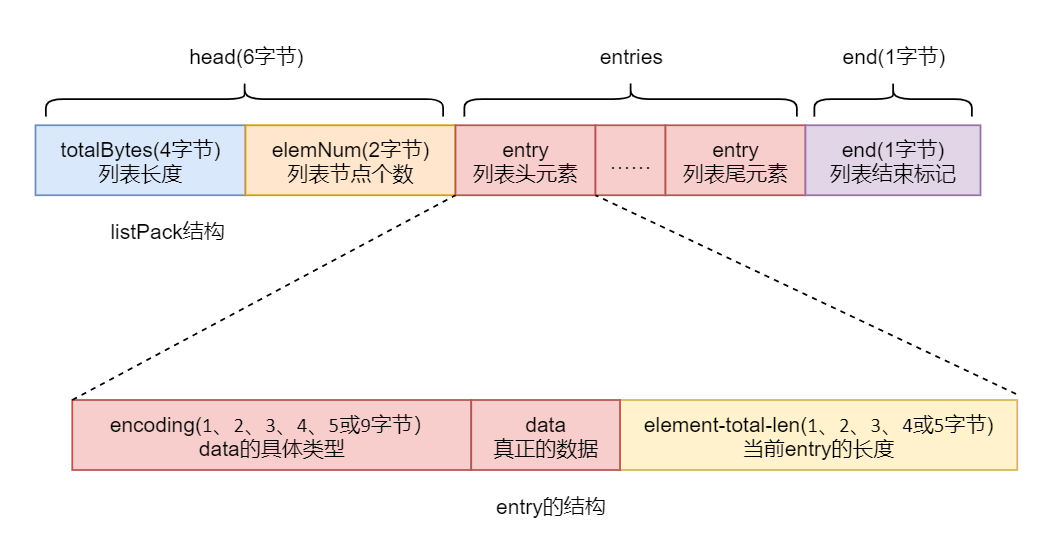 head(6字节)
entries
end(1字节)
totalBytes(4字节)
列表长度
elemNum(2字节)
列表节点个数
entry
列表头元素
......
entry
列表尾元素
end(1字节)
列表结束标记
listPack结构
encoding(1、2、3、4、5或9字节)
data的具体类型
data
真正的数据
element-total-len(1、2、3、4或5字节)
当前entry的长度
entry的结构